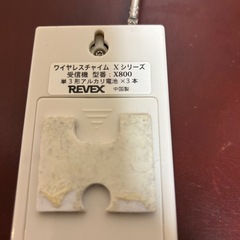 ワイヤレスチャイム Xシリーズ
受信機 型番：X800
単3形アルカリ電池×3本
REVEX 中国製